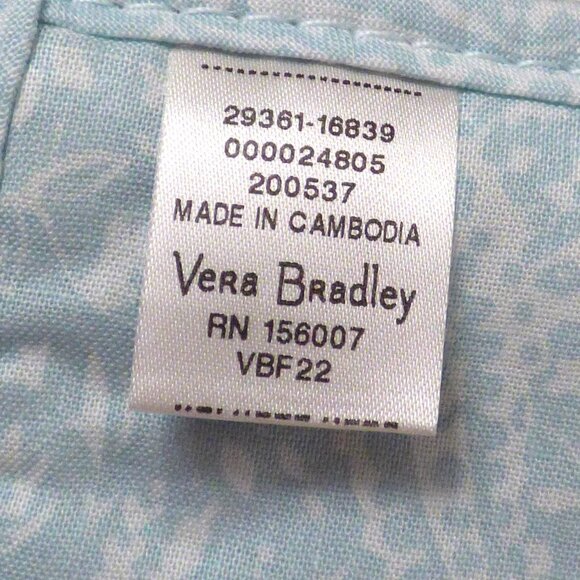 29361-16839
000024805
200537
MADE IN CAMBODIA
Vera Bradley
RN 156007
VBF22